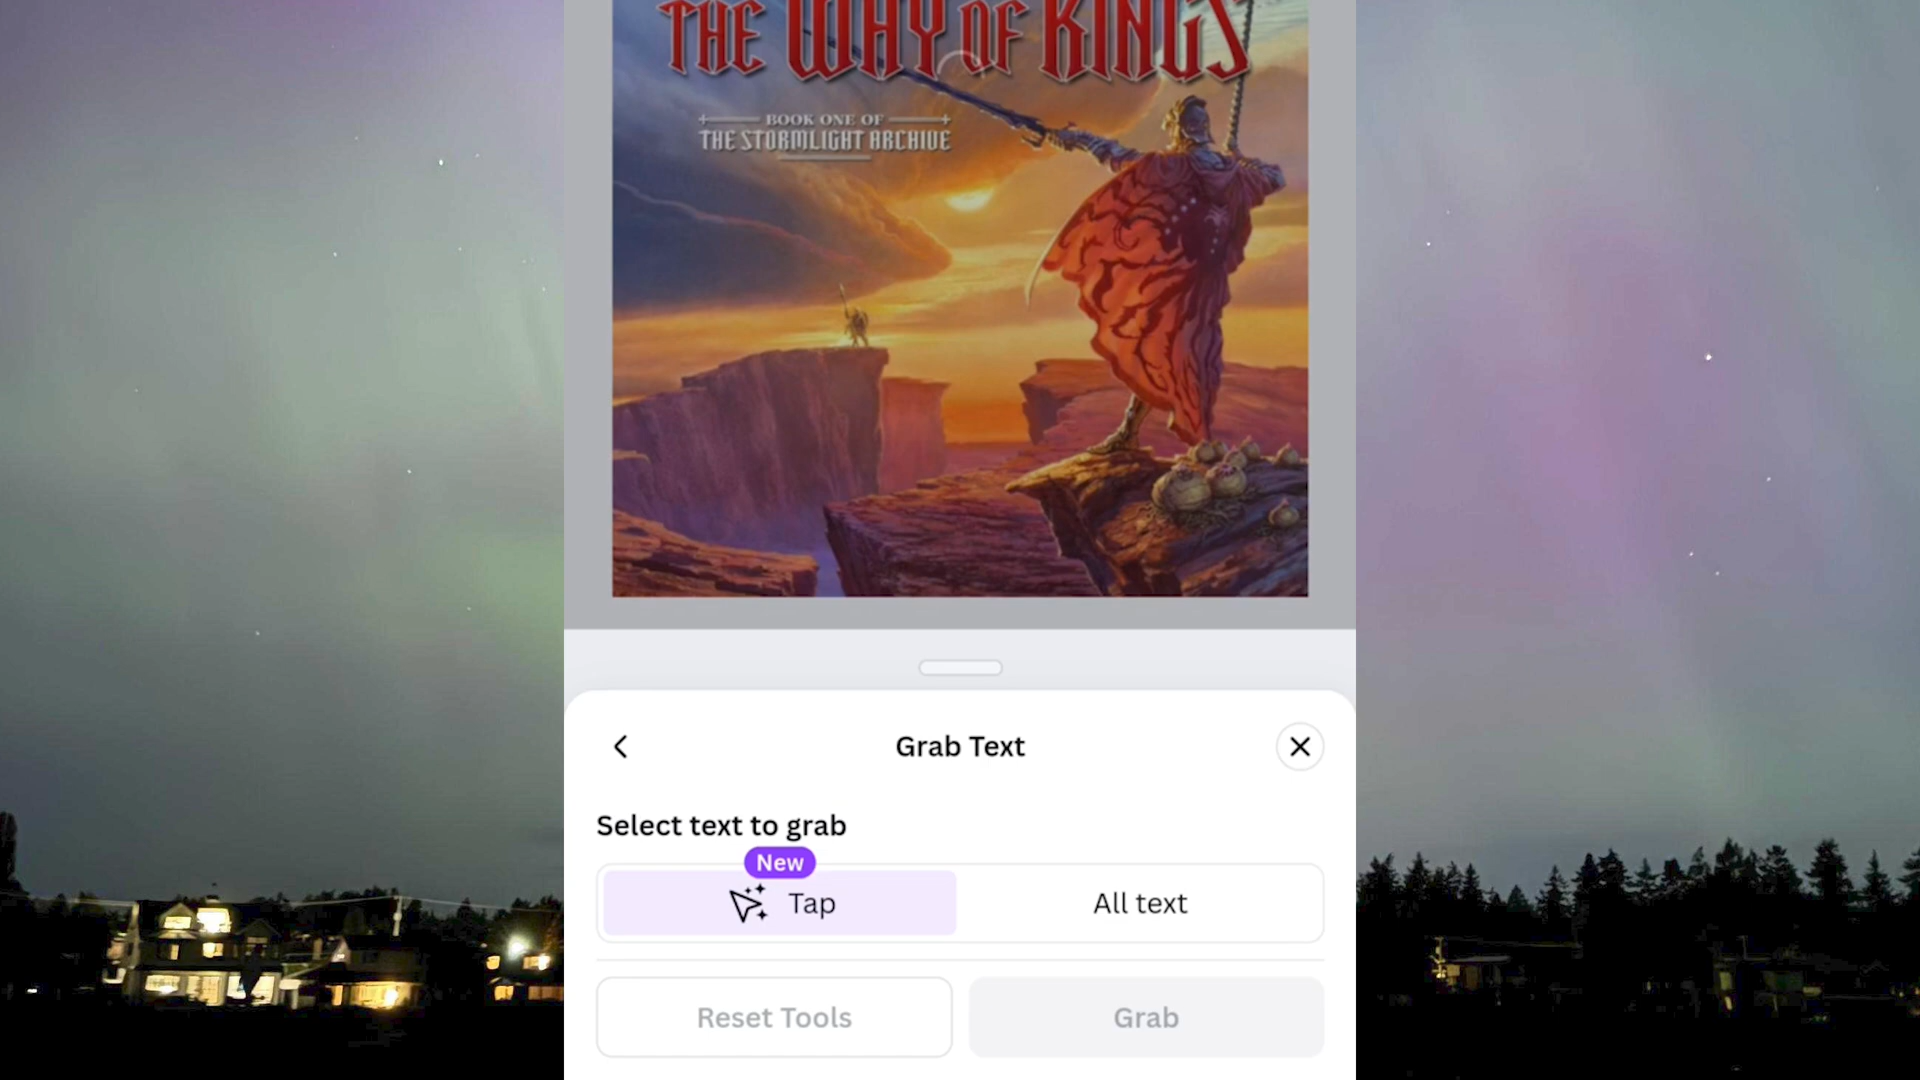 THE WAY OF KINGS
BOOK ONE OF
THE STORMLIGHT ARCHIVE
Grab Text
Select text to grab
New
Tap
All text
Reset Tools
Grab